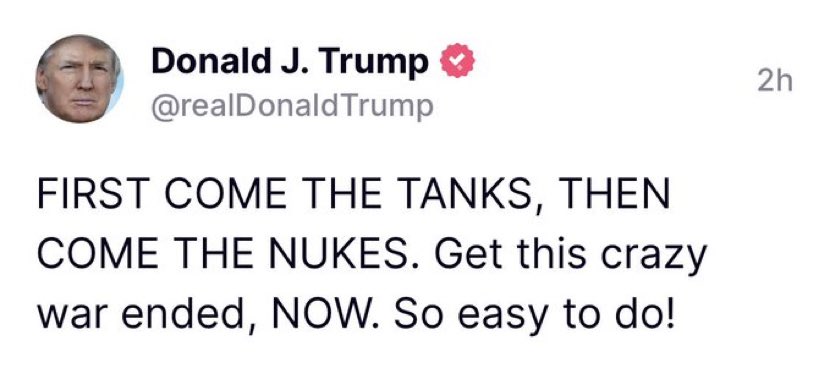 Donald J. Trump
2h
@realDonaldTrump
FIRST COME THE TANKS, THEN
COME THE NUKES. Get this crazy
war ended, NOW. So easy to do!